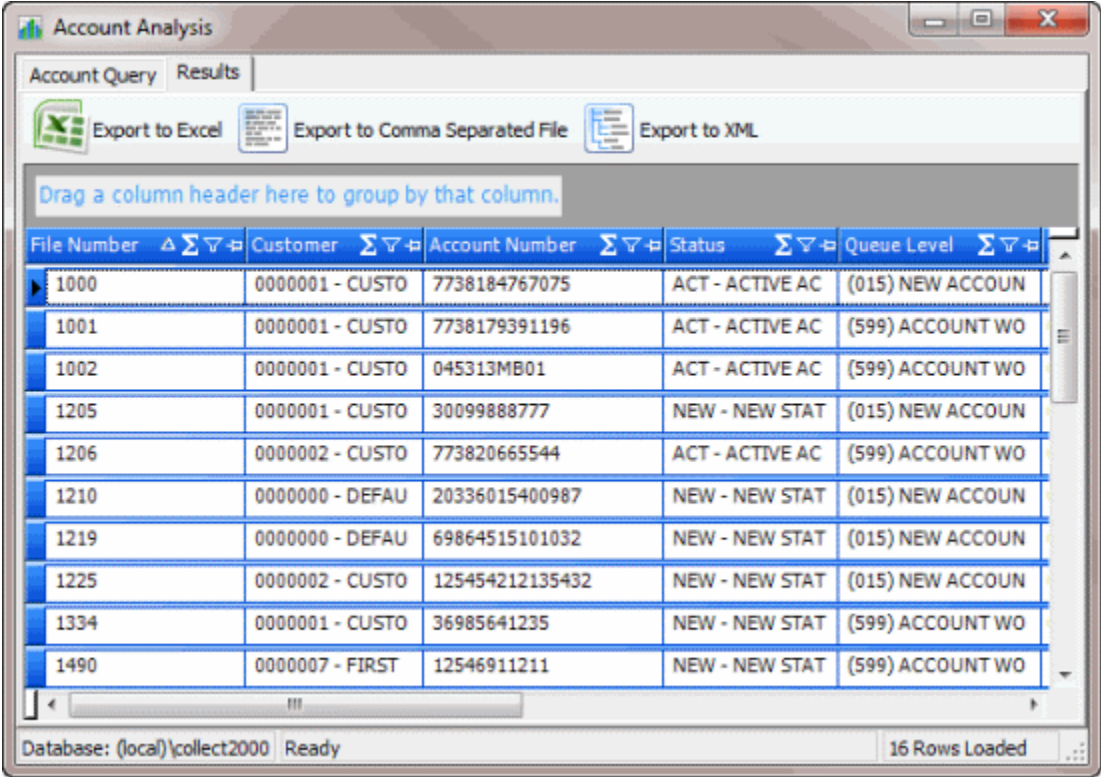 Account Analysis
Account Query Results
Export to Excel Export to Comma Separated File Export to XML
Drag a column header here to group by that column.
File Number Customer Account Number Status Queue Level
1000 0000001 - CUSTO 7738184767075 ACT - ACTIVE AC (015) NEW ACCOUN
1001 0000001 - CUSTO 7738179391196 ACT - ACTIVE AC (599) ACCOUNT WO
1002 0000001 - CUSTO 045313MB01 ACT - ACTIVE AC (599) ACCOUNT WO
1205 0000001 - CUSTO 30099888777 NEW - NEW STAT (015) NEW ACCOUN
1206 0000002 - CUSTO 773820665544 ACT - ACTIVE AC (599) ACCOUNT WO
1210 0000000 - DEFAU 20336015400987 NEW - NEW STAT (015) NEW ACCOUN
1219 0000000 - DEFAU 69864515101032 NEW - NEW STAT (015) NEW ACCOUN
1225 0000002 - CUSTO 125454212135432 NEW - NEW STAT (015) NEW ACCOUN
1334 0000001 - CUSTO 36985641235 NEW - NEW STAT (599) ACCOUNT WO
1490 0000007 - FIRST 12546911211 NEW - NEW STAT (599) ACCOUNT WO
Database: (local)\collect2000 Ready 16 Rows Loaded